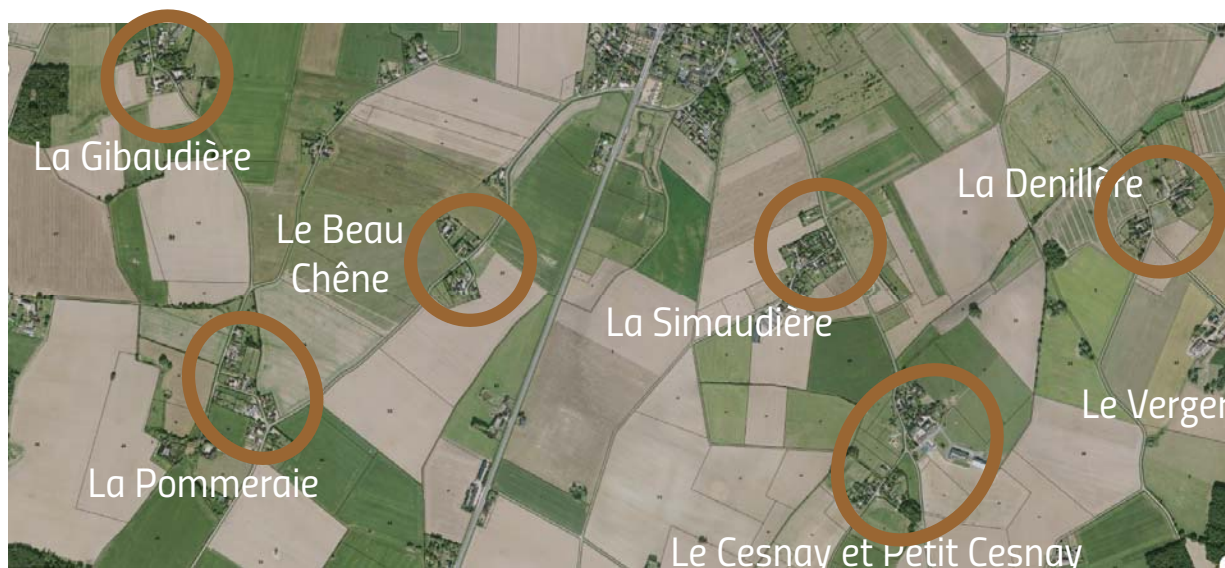 La Gibaudière
La Denillère
Le Beau
Chêne
La Simaudière
Le Verger
La Pommeraie
Le Cesnay et Petit Cesnay